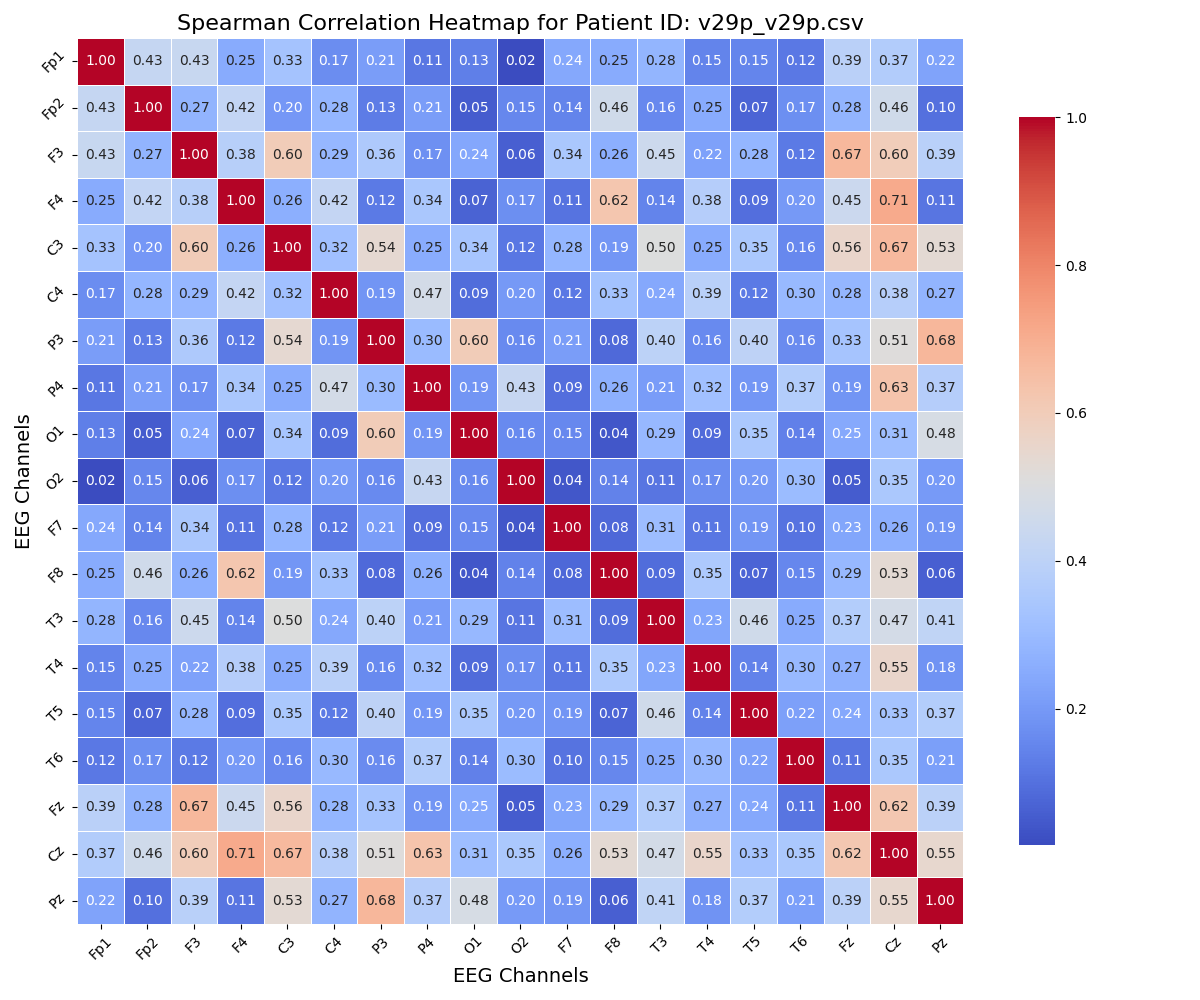 Spearman Correlation Heatmap for Patient ID: v29p_v29p.csv
Fp1 1.00 0.43 0.43 0.25 0.33 0.17 0.21 0.11 0.13 0.02 0.24 0.25 0.28 0.15 0.15 0.12 0.39 0.37 0.22
Fp2 0.43 1.00 0.27 0.42 0.20 0.28 0.13 0.21 0.05 0.15 0.14 0.46 0.16 0.25 0.07 0.17 0.28 0.46 0.10
F3 0.43 0.27 1.00 0.38 0.60 0.29 0.36 0.17 0.24 0.06 0.34 0.26 0.45 0.22 0.28 0.12 0.67 0.60 0.39
F4 0.25 0.42 0.38 1.00 0.26 0.42 0.12 0.34 0.07 0.17 0.11 0.62 0.14 0.38 0.09 0.20 0.45 0.71 0.11
C3 0.33 0.20 0.60 0.26 1.00 0.32 0.54 0.25 0.34 0.12 0.28 0.19 0.50 0.25 0.35 0.16 0.56 0.67 0.53
C4 0.17 0.28 0.29 0.42 0.32 1.00 0.19 0.47 0.09 0.20 0.12 0.33 0.24 0.39 0.12 0.30 0.28 0.38 0.27
P3 0.21 0.13 0.36 0.12 0.54 0.19 1.00 0.30 0.60 0.16 0.21 0.08 0.40 0.16 0.40 0.16 0.33 0.51 0.68
P4 0.11 0.21 0.17 0.34 0.25 0.47 0.30 1.00 0.19 0.43 0.09 0.26 0.21 0.32 0.19 0.37 0.19 0.63 0.37
O1 0.13 0.05 0.24 0.07 0.34 0.09 0.60 0.19 1.00 0.16 0.15 0.04 0.29 0.09 0.35 0.14 0.25 0.31 0.48
O2 0.02 0.15 0.06 0.17 0.12 0.20 0.16 0.43 0.16 1.00 0.04 0.14 0.11 0.17 0.20 0.30 0.05 0.35 0.20
F7 0.24 0.14 0.34 0.11 0.28 0.12 0.21 0.09 0.15 0.04 1.00 0.08 0.31 0.11 0.19 0.10 0.23 0.26 0.19
F8 0.25 0.46 0.26 0.62 0.19 0.33 0.08 0.26 0.04 0.14 0.08 1.00 0.09 0.35 0.07 0.15 0.29 0.53 0.06
T3 0.28 0.16 0.45 0.14 0.50 0.24 0.40 0.21 0.29 0.11 0.31 0.09 1.00 0.23 0.46 0.25 0.37 0.47 0.41
T4 0.15 0.25 0.22 0.38 0.25 0.39 0.16 0.32 0.09 0.17 0.11 0.35 0.23 1.00 0.14 0.30 0.27 0.55 0.18
T5 0.15 0.07 0.28 0.09 0.35 0.12 0.40 0.19 0.35 0.20 0.19 0.07 0.46 0.14 1.00 0.22 0.24 0.33 0.37
T6 0.12 0.17 0.12 0.20 0.16 0.30 0.16 0.37 0.14 0.30 0.10 0.15 0.25 0.30 0.22 1.00 0.11 0.35 0.21
Fz 0.39 0.28 0.67 0.45 0.56 0.28 0.33 0.19 0.25 0.05 0.23 0.29 0.37 0.27 0.24 0.11 1.00 0.62 0.39
Cz 0.37 0.46 0.60 0.71 0.67 0.38 0.51 0.63 0.31 0.35 0.26 0.53 0.47 0.55 0.33 0.35 0.62 1.00 0.55
Pz 0.22 0.10 0.39 0.11 0.53 0.27 0.68 0.37 0.48 0.20 0.19 0.06 0.41 0.18 0.37 0.21 0.39 0.55 1.00
Fp1 Fp2 F3 F4 C3 C4 P3 P4 O1 O2 F7 F8 T3 T4 T5 T6 Fz Cz Pz
EEG Channels
EEG Channels
1.0
0.8
0.6
0.4
0.2